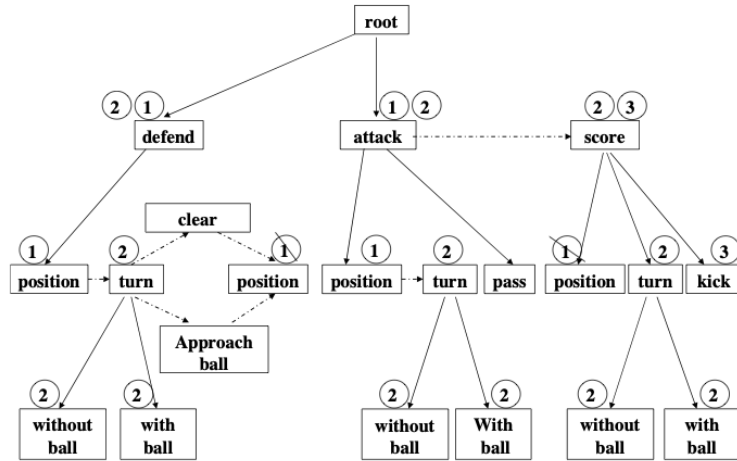 root
2 1 1 2 2 3
defend attack score
clear
1 2 1 1 2 1 2 3
position turn position position turn pass position turn kick
Approach
ball
2 2 2 2 2 2
without with without With without with
ball ball ball ball ball ball